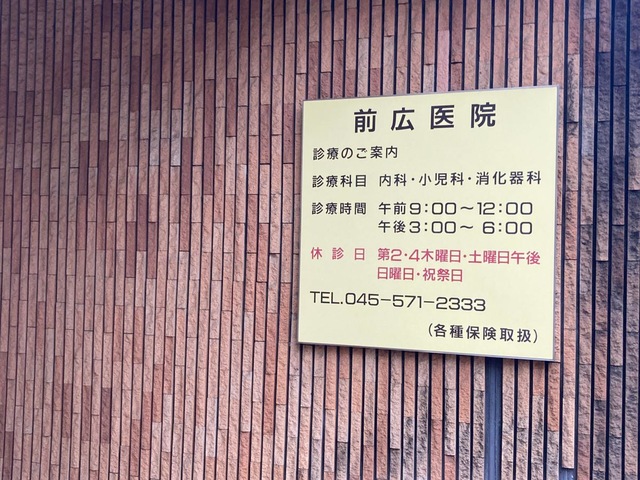 前広医院
診療のご案内
診療科目 内科・小児科・消化器科
診療時間 午前9:00〜12:00
午後3:00〜 6:00
休診日 第2・4木曜日・土曜日午後
日曜日・祝祭日
TEL.045-571-2333
(各種保険取扱)